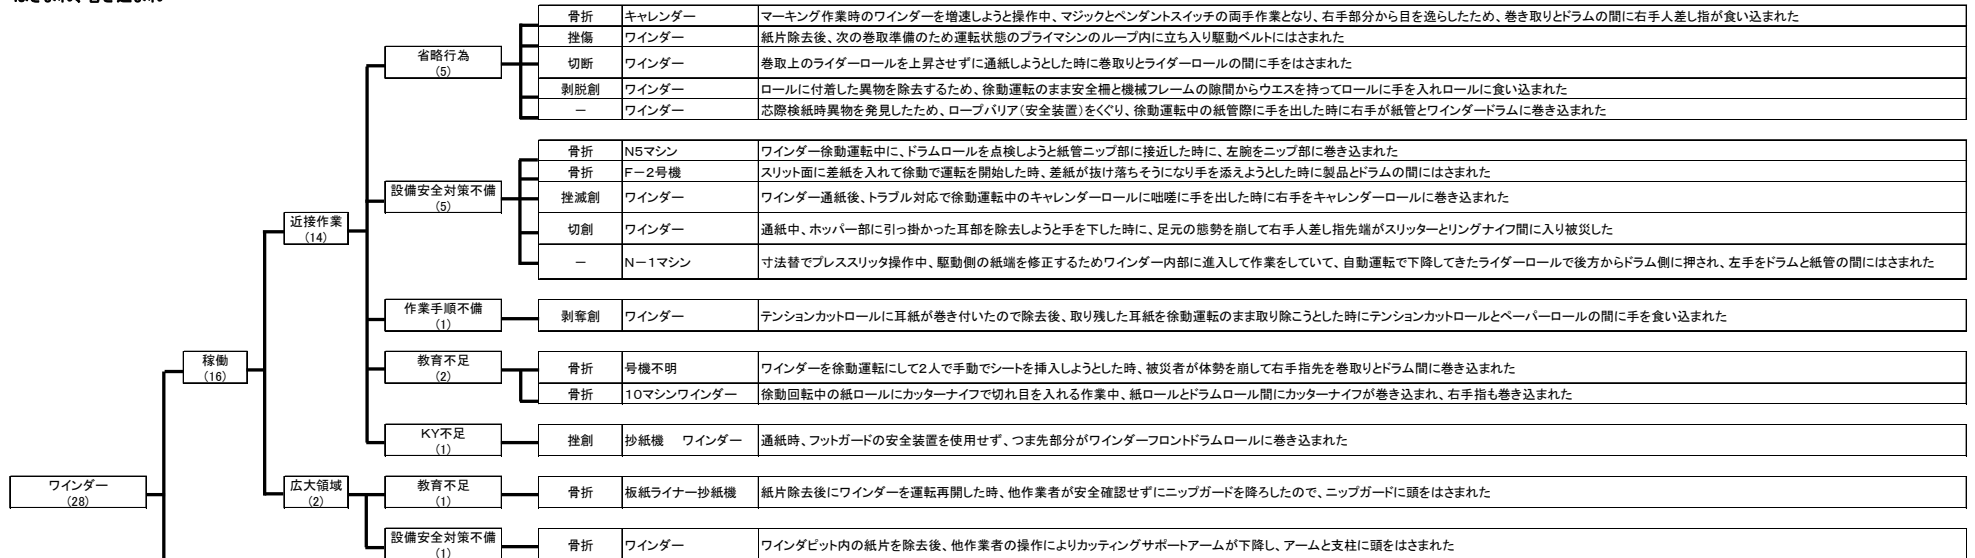 省略行為
(5)
骨折 キャレンダー マーキング作業時のワインダーを増速しようと操作中、マジックとペンダントスイッチの両手作業となり、右手部分から目を逸らしたため、巻き取りとドラムの間に右手人差し指が食い込まれた
挫傷 ワインダー 紙片除去後、次の巻取準備のため運転状態のプライマシンのループ内に立ち入り駆動ベルトにはさまれた
切断 ワインダー 巻取上のライダーロールを上昇させずに通紙しようとした時に巻取りとライダーロールの間に手をはさまれた
剥脱創 ワインダー ロールに付着した異物を除去するため、徐動運転のまま安全柵と機械フレームの隙間からウエスを持ってロールに手を入れロールに食い込まれた
－ ワインダー 芯際検紙時異物を発見したため、ロープバリア（安全装置）をくぐり、徐動運転中の紙管際に手を出した時に右手が紙管とワインダードラムに巻き込まれた
設備安全対策不備
(5)
骨折 N5マシン ワインダー徐動運転中に、ドラムロールを点検しようと紙管ニップ部に接近した時に、左腕をニップ部に巻き込まれた
骨折 F－2号機 スリット面に差紙を入れて徐動で運転を開始した時、差紙が抜け落ちそうになり手を添えようとした時に製品とドラムの間にはさまれた
挫滅創 ワインダー ワインダー通紙後、トラブル対応で徐動運転中のキャレンダーロールに咄嗟に手を出した時に右手をキャレンダーロールに巻き込まれた
切創 ワインダー 通紙中、ホッパー部に引っ掛かった耳部を除去しようと手を下した時に、足元の態勢を崩して右手人差し指先端がスリッターとリングナイフ間に入り被災した
－ N－1マシン 寸法替でプレススリッタ操作中、駆動側の紙端を修正するためワインダー内部に進入して作業をしていて、自動運転で下降してきたライダーロールで後方からドラム側に押され、左手をドラムと紙管の間にはさまれた
近接作業
(14)
作業手順不備
(1)
剥奪創 ワインダー テンションカットロールに耳紙が巻き付いたので除去後、取り残した耳紙を徐動運転のまま取り除こうとした時にテンションカットロールとペーパーロールの間に手を食い込まれた
稼働
(16)
教育不足
(2)
骨折 号機不明 ワインダーを徐動運転にして2人で手動でシートを挿入しようとした時、被災者が体勢を崩して右手指先を巻取りとドラム間に巻き込まれた
骨折 10マシンワインダー 徐動回転中の紙ロールにカッターナイフで切れ目を入れる作業中、紙ロールとドラムロール間にカッターナイフが巻き込まれ、右手指も巻き込まれた
KY不足
(1)
挫創 抄紙機 ワインダー 通紙時、フットガードの安全装置を使用せず、つま先部分がワインダーフロントドラムロールに巻き込まれた
ワインダー
(28)
広大領域
(2)
教育不足
(1)
骨折 板紙ライナー抄紙機 紙片除去後にワインダーを運転再開した時、他作業者が安全確認せずにニップガードを降ろしたので、ニップガードに頭をはさまれた
設備安全対策不備
(1)
骨折 ワインダー ワインダピット内の紙片を除去後、他作業者の操作によりカッティングサポートアームが下降し、アームと支柱に頭をはさまれた